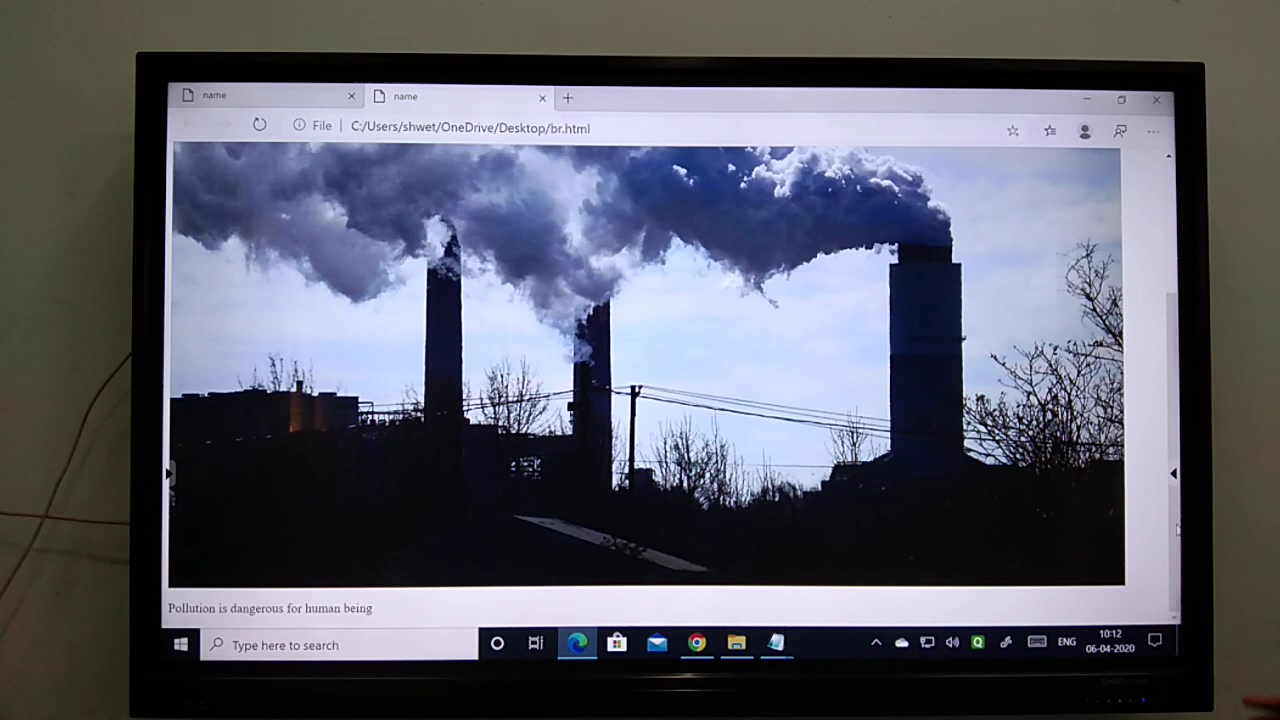 name
name
File | C:/Users/shwet/OneDrive/Desktop/br.html
Pollution is dangerous for human being
Type here to search
ENG
10:12
06-04-2020